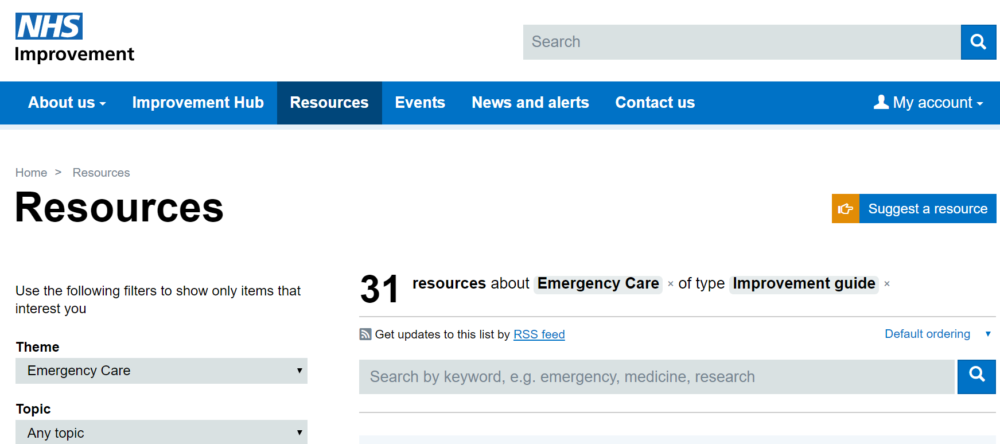 NHS
Improvement
Search
About us
Improvement Hub
Resources
Events
News and alerts
Contact us
My account
Home > Resources
Resources
Suggest a resource
Use the following filters to show only items that
interest you
Theme
Emergency Care
Topic
Any topic
31 resources about Emergency Care × of type Improvement guide ×
Get updates to this list by RSS feed
Default ordering
Search by keyword, e.g. emergency, medicine, research